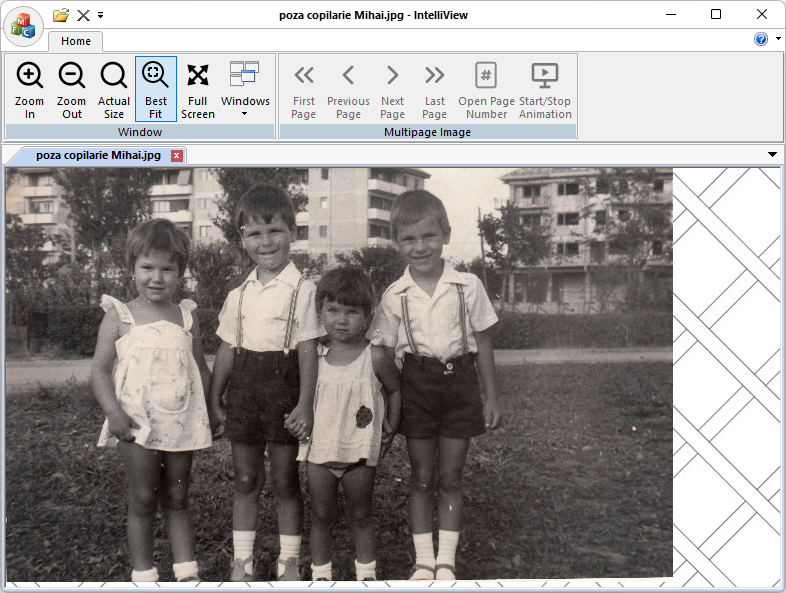 poza copilarie Mihai.jpg - IntelliView
Home
Zoom In
Zoom Out
Actual Size
Best Fit
Full Screen
Windows
First Page
Previous Page
Next Page
Last Page
Open Page Number
Start/Stop Animation
Window
Multipage Image
poza copilarie Mihai.jpg